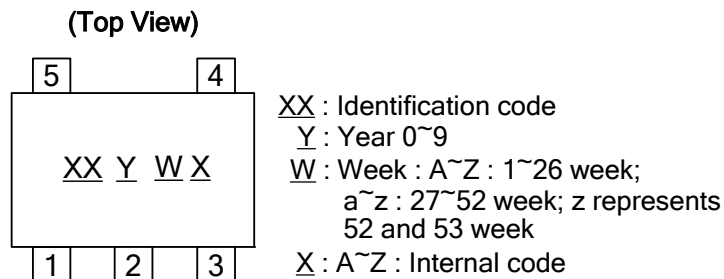 (Top View)
5 4
XX Y W X
1 2 3
XX : Identification code
Y : Year 0~9
W : Week : A~Z : 1~26 week;
a~z : 27~52 week; z represents
52 and 53 week
X : A~Z : Internal code